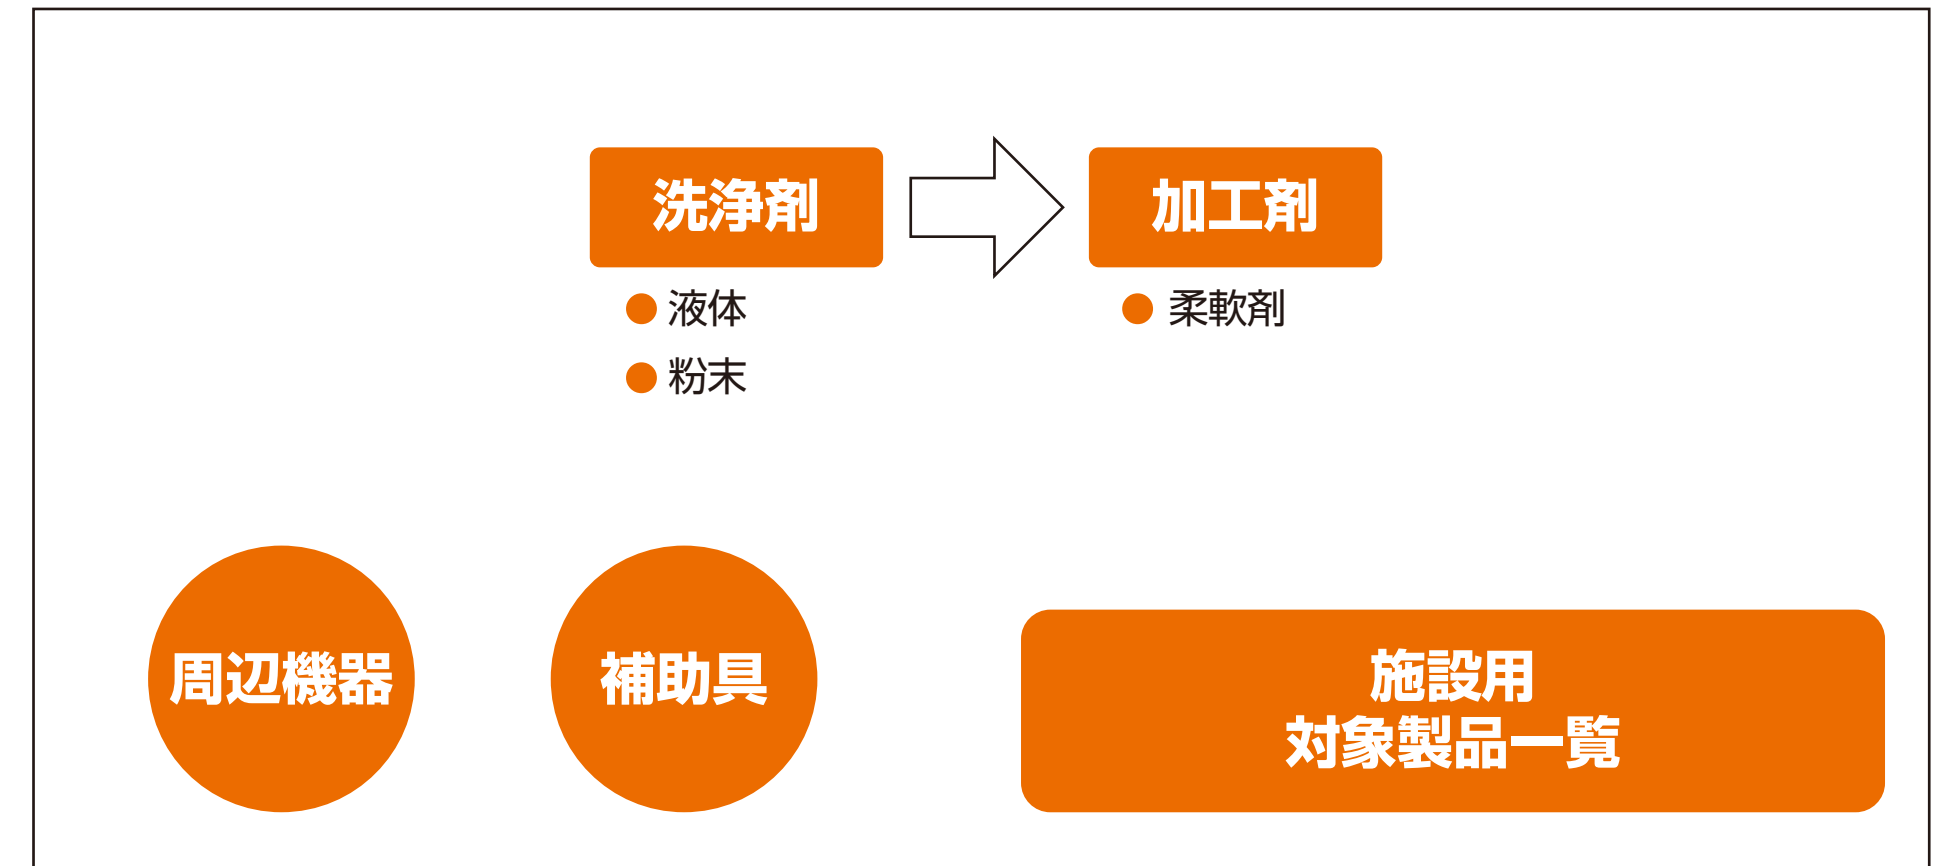 洗浄剤
加工剤
液体
柔軟剤
粉末
周辺機器
補助具
施設用
対象製品一覧